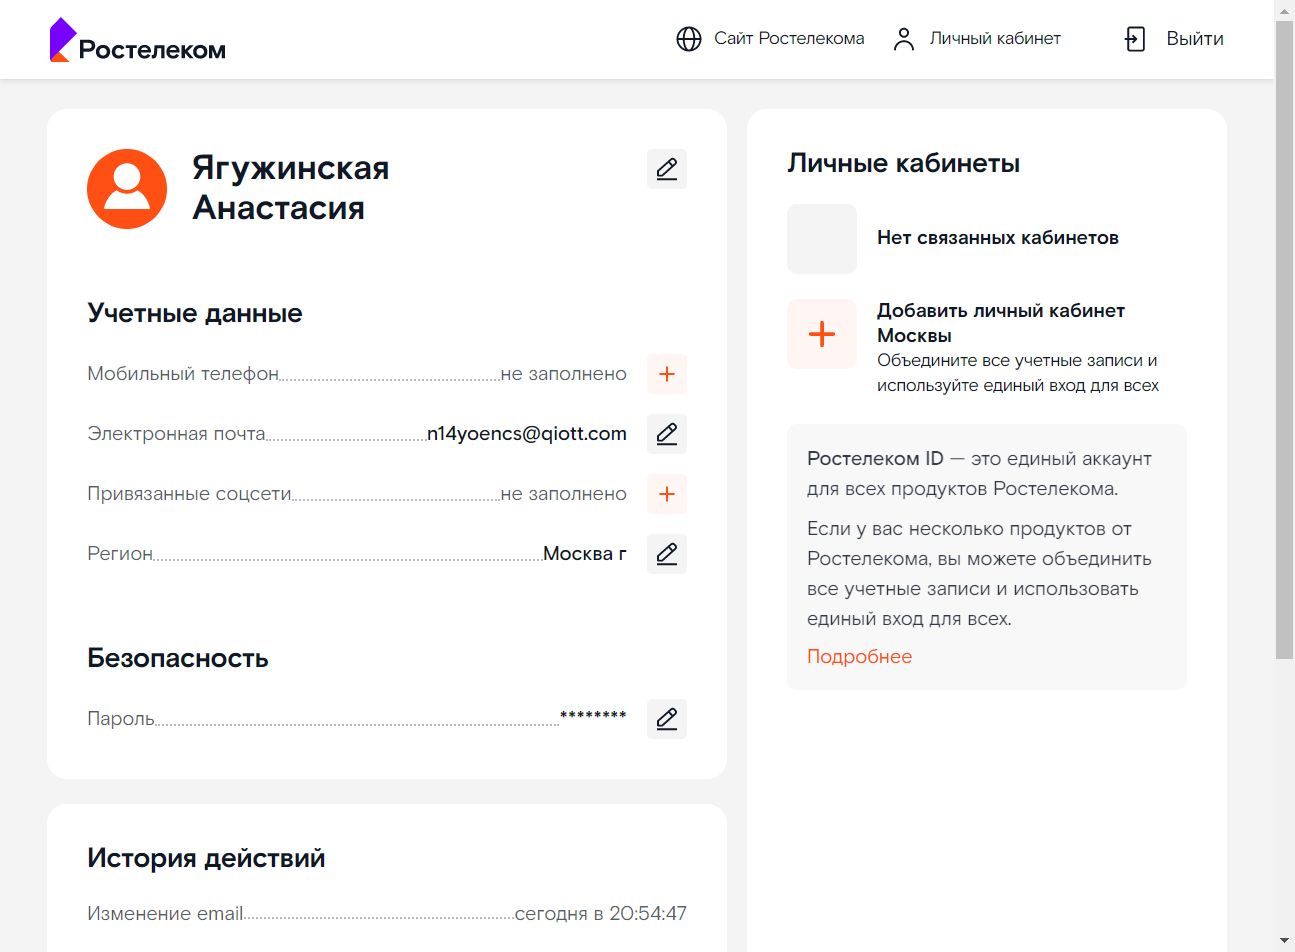 Ростелеком
Сайт Ростелекома
Личный кабинет
Выйти
Ягужинская
Анастасия
Учетные данные
Мобильный телефон
не заполнено
Электронная почта
n14yoencs@qiott.com
Привязанные соцсети
не заполнено
Регион
Москва г
Безопасность
Пароль
********
История действий
Изменение email
сегодня в 20:54:47
Личные кабинеты
Нет связанных кабинетов
Добавить личный кабинет
Москвы
Объедините все учетные записи и
используйте единый вход для всех
Ростелеком ID — это единый аккаунт
для всех продуктов Ростелекома.
Если у вас несколько продуктов от
Ростелекома, вы можете объединить
все учетные записи и использовать
единый вход для всех.
Подробнее